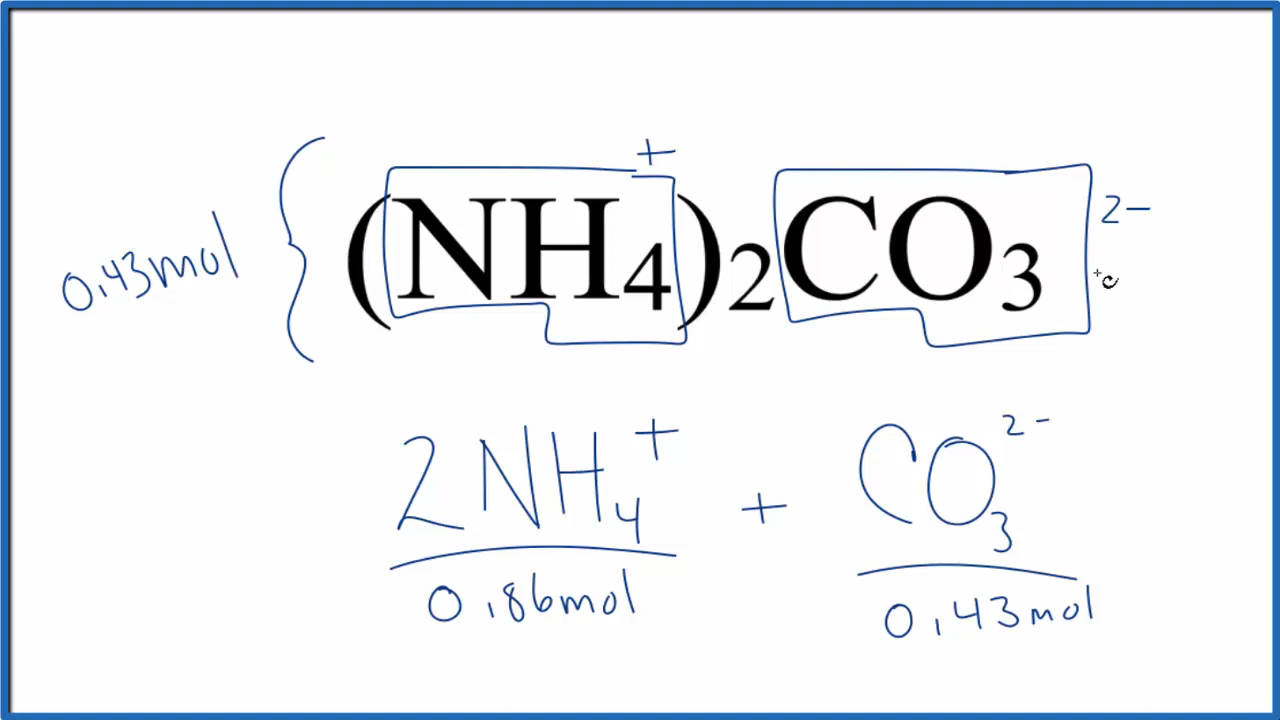 +
(NH4)2CO3 2-
0.43mol
2NH4+ + CO3 2-
0.86mol 0.43mol